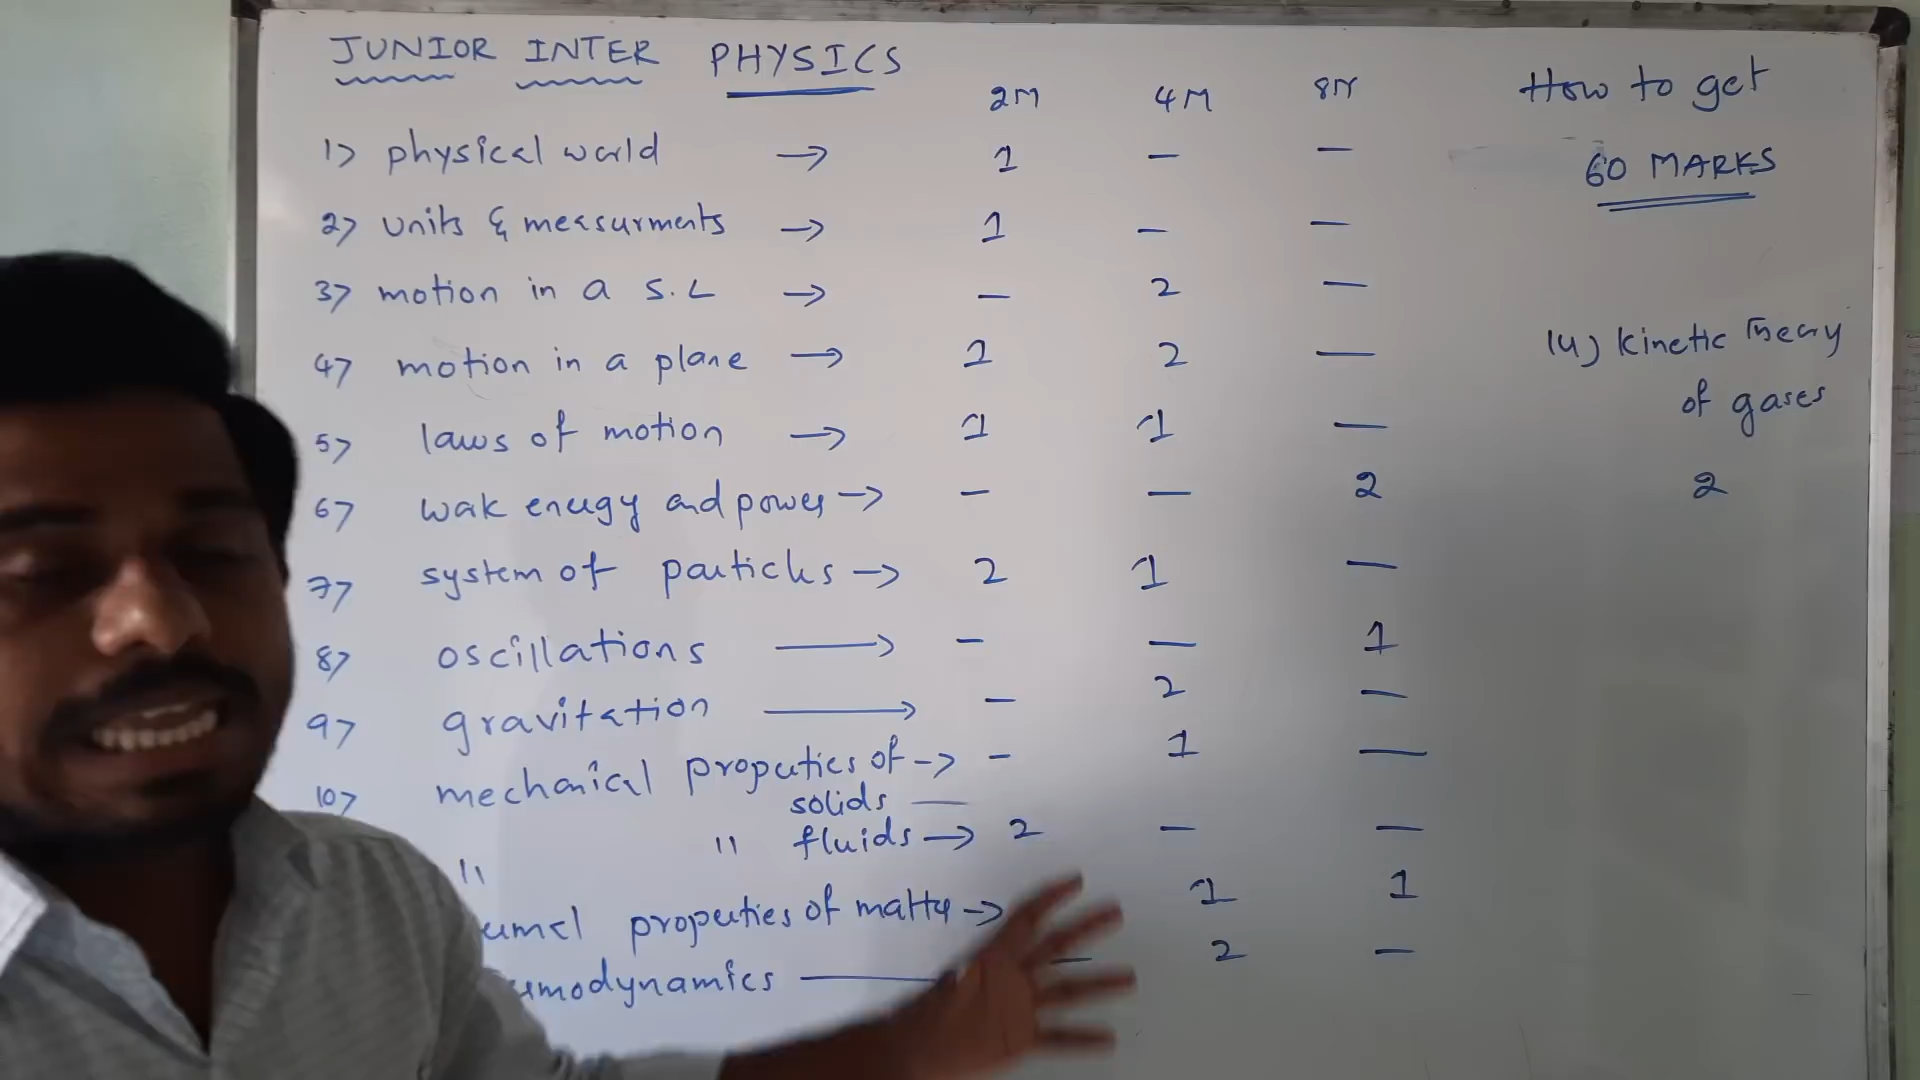 JUNIOR INTER PHYSICS
2M 4M 8M
How to get
60 MARKS
1) physical world → 1 — —
2) units & measurments → 1 — —
3) motion in a S.L → — 2 —
4) motion in a plane → 1 2 —
5) laws of motion → 1 1 —
6) work energy and power → — — 2
7) system of particles → 2 1 —
8) oscillations → - — 1
9) gravitation → - 2 —
10) mechanical properties of → - 1 —
solids —
" " fluids → 2 — —
properties of matter → 1 1
modynamics — — 2 —
14) Kinetic Theory
of gases
2